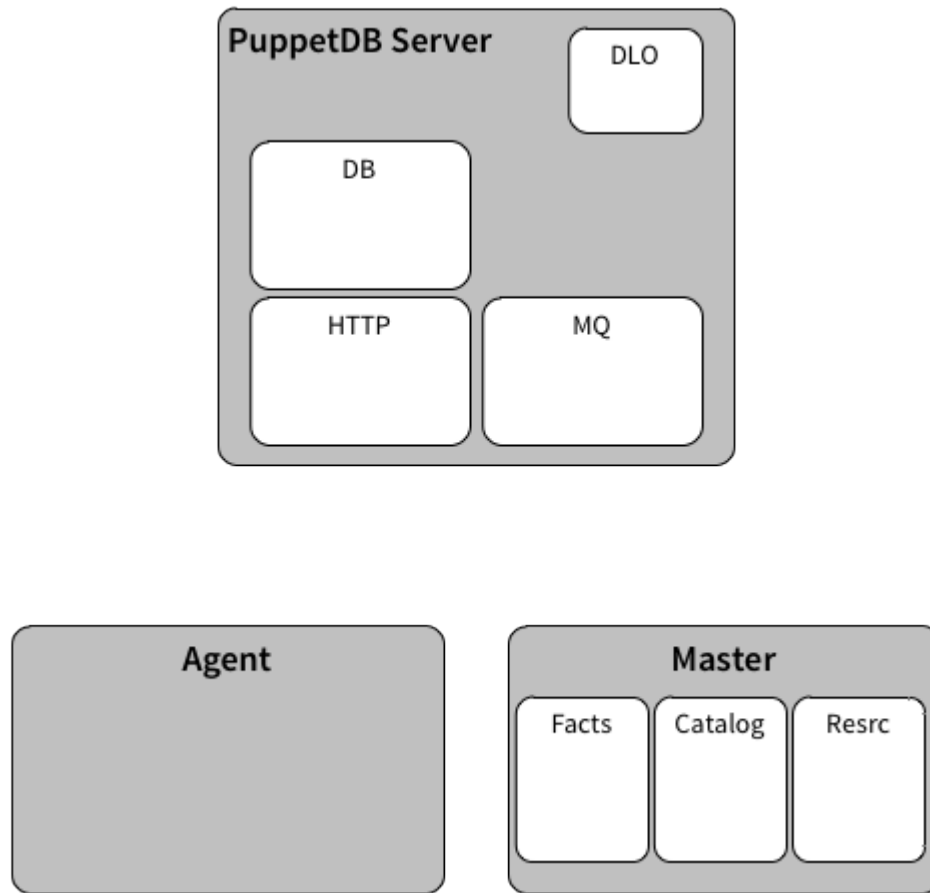 PuppetDB Server
DLO
DB
HTTP
MQ
Agent
Master
Facts
Catalog
Resrc